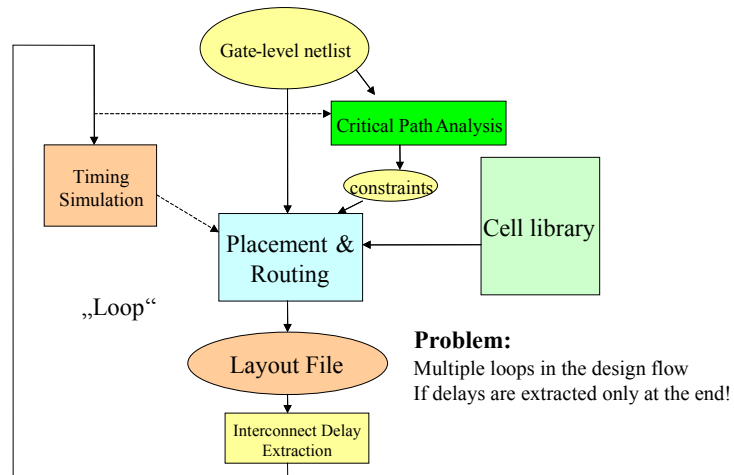 Gate-level netlist
Critical Path Analysis
Timing
Simulation
constraints
Cell library
Placement &
Routing
„Loop“
Layout File
Problem:
Multiple loops in the design flow
If delays are extracted only at the end!
Interconnect Delay
Extraction